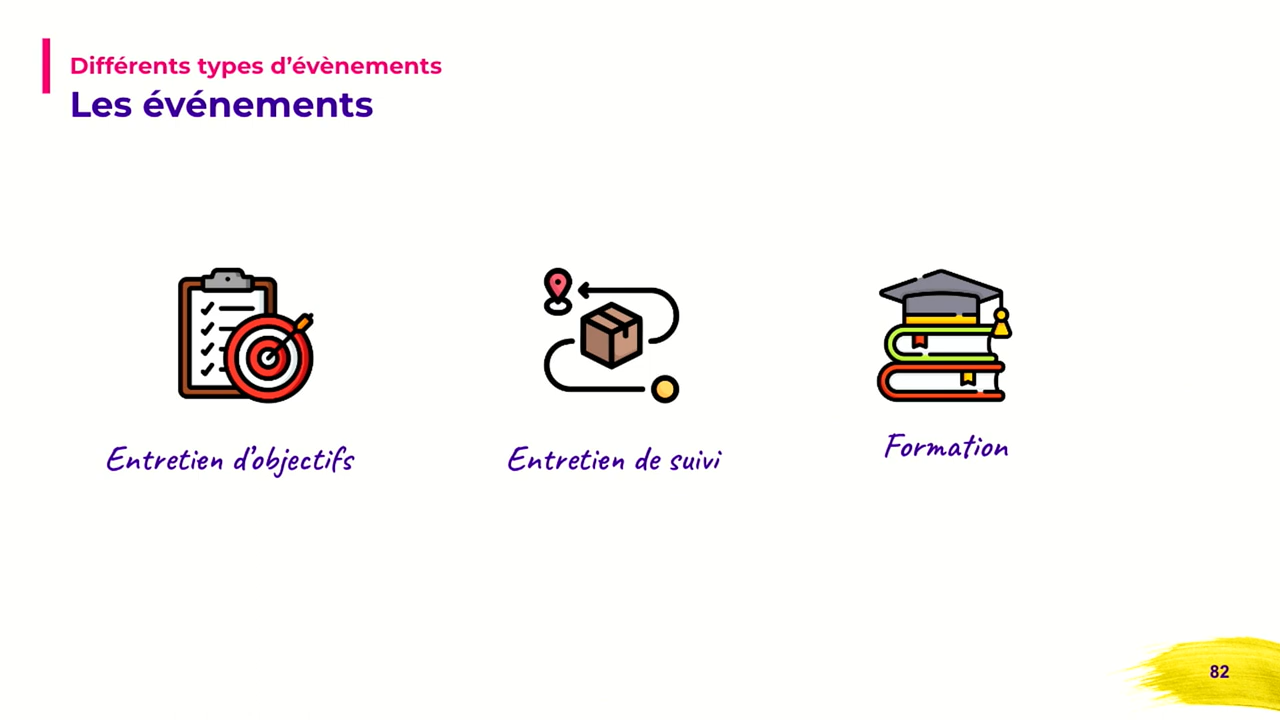 Différents types d’évènements
Les événements
Entretien d’objectifs
Entretien de suivi
Formation
82